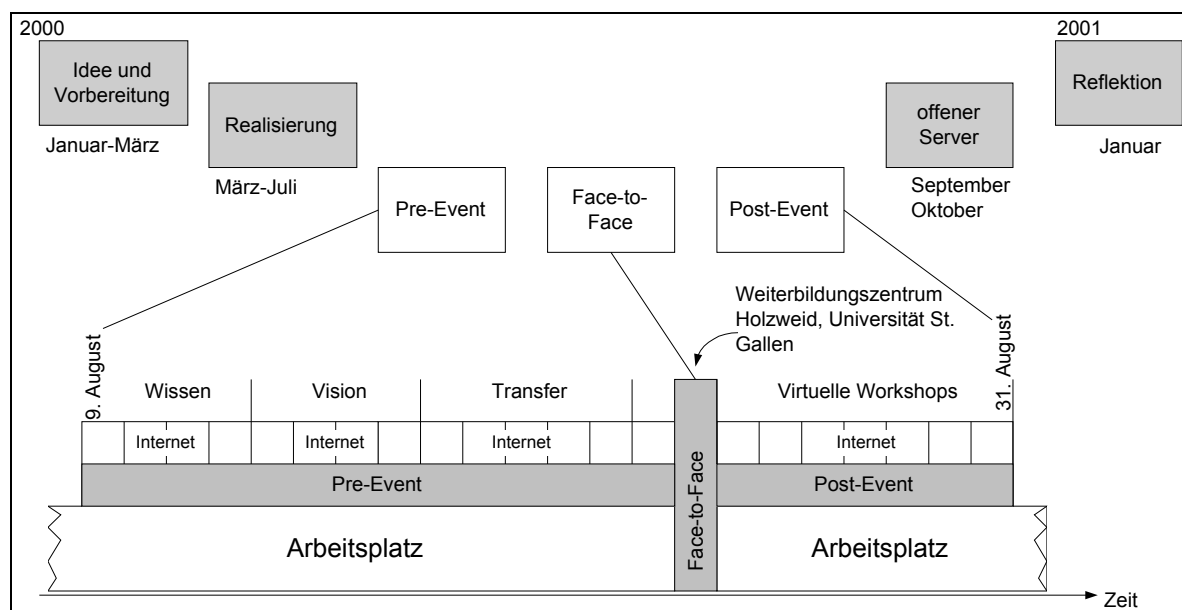 2000
2001
Idee und
Vorbereitung
Januar-März
Realisierung
März-Juli
Pre-Event
Face-to-
Face
Post-Event
offener
Server
September
Oktober
Reflektion
Januar
Weiterbildungszentrum
Holzweid, Universität St.
Gallen
9. August
31. August
Wissen
Vision
Transfer
Virtuelle Workshops
Internet
Internet
Internet
Internet
Pre-Event
Face-to-Face
Post-Event
Arbeitsplatz
Arbeitsplatz
Zeit